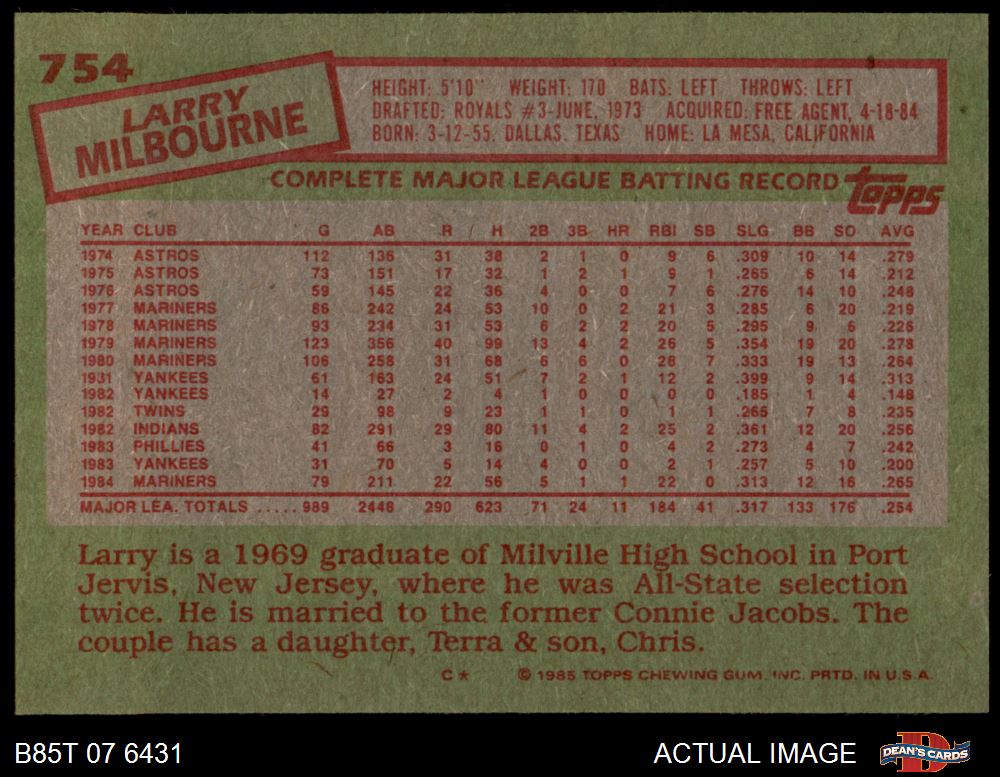 754
LARRY
MILBOURNE
HEIGHT: 5'10" WEIGHT: 170 BATS: LEFT THROWS: LEFT
DRAFTED: ROYALS #3-JUNE, 1973 ACQUIRED: FREE AGENT, 4-18-84
BORN: 3-12-55, DALLAS, TEXAS HOME: LA MESA, CALIFORNIA
COMPLETE MAJOR LEAGUE BATTING RECORD
Topps
YEAR CLUB G AB R H 2B 3B HR RBI SB SLG BB SO AVG
1974 ASTROS 112 136 31 38 2 1 0 9 6 .309 10 14 .279
1975 ASTROS 73 151 17 32 1 2 1 9 1 .265 6 14 .212
1976 ASTROS 59 145 22 36 4 0 0 7 6 .276 14 10 .248
1977 MARINERS 86 242 24 53 10 0 2 21 3 .285 6 20 .219
1978 MARINERS 93 234 31 53 6 2 2 20 5 .295 9 6 .226
1979 MARINERS 123 356 40 99 13 4 2 26 5 .354 19 20 .278
1980 MARINERS 106 258 31 68 6 6 0 26 7 .333 19 13 .264
1981 YANKEES 61 163 24 51 7 2 1 12 2 .399 9 14 .313
1982 YANKEES 14 27 2 4 1 0 0 0 0 .185 1 4 .148
1982 TWINS 29 98 9 23 1 1 0 1 1 .265 7 8 .235
1982 INDIANS 82 291 29 80 11 4 2 25 2 .361 12 20 .256
1983 PHILLIES 41 66 3 16 0 1 0 4 2 .273 4 7 .242
1983 YANKEES 31 70 5 14 4 0 0 2 1 .257 5 10 .200
1984 MARINERS 79 211 22 56 5 1 1 22 0 .313 12 16 .265
MAJOR LEA. TOTALS ..... 989 2448 290 623 71 24 11 184 41 .317 133 176 .254
Larry is a 1969 graduate of Milville High School in Port
Jervis, New Jersey, where he was All-State selection
twice. He is married to the former Connie Jacobs. The
couple has a daughter, Terra & son, Chris.
C* © 1985 TOPPS CHEWING GUM, INC. PRTD. IN U.S.A.
B85T 07 6431 ACTUAL IMAGE DEAN'S CARDS